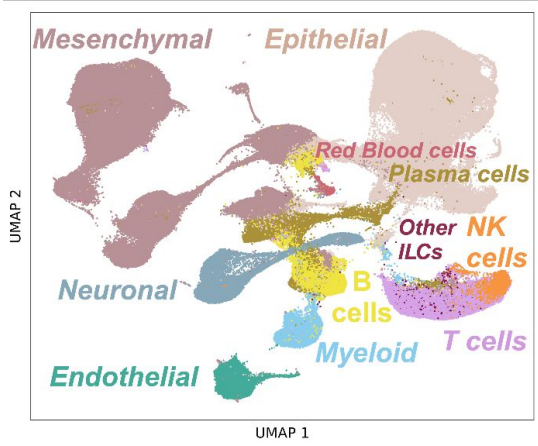 Mesenchymal
Epithelial
Red Blood cells
Plasma cells
Other
ILCs
NK
cells
Neuronal
B
cells
T cells
Myeloid
Endothelial
UMAP 2
UMAP 1